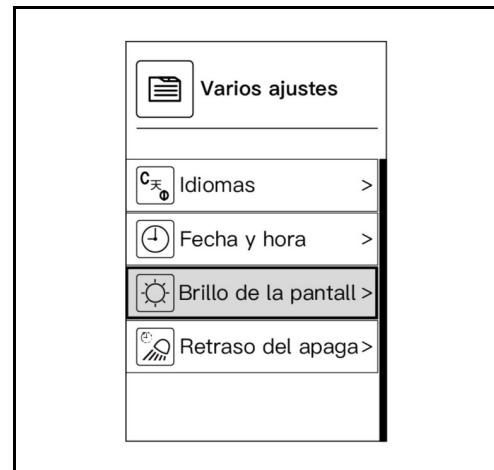 Varios ajustes
Idiomas >
Fecha y hora >
Brillo de la pantall >
Retraso del apaga>